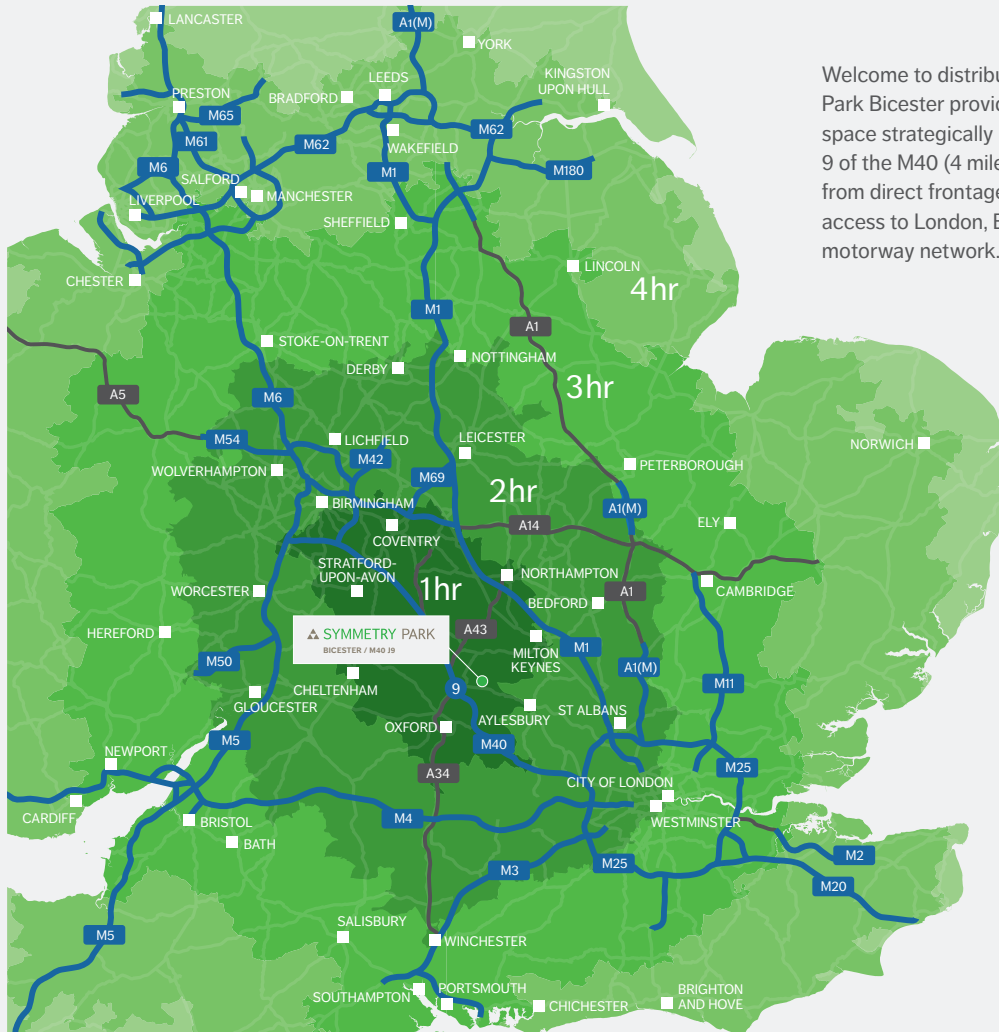 LANCASTER
A1(M)
YORK
LEEDS
KINGSTON
UPON HULL
BRADFORD
PRESTON
M65
M62
M61
M62
WAKEFIELD
M6
M1
M180
SALFORD
MANCHESTER
LIVERPOOL
SHEFFIELD
CHESTER
LINCOLN
4hr
M1
A1
STOKE-ON-TRENT
NOTTINGHAM
DERBY
3hr
A5
M6
M54
LICHFIELD
LEICESTER
NORWICH
M42
WOLVERHAMPTON
M69
PETERBOROUGH
2hr
BIRMINGHAM
A1(M)
A14
ELY
COVENTRY
STRATFORD-
UPON-AVON
1hr
NORTHAMPTON
WORCESTER
BEDFORD
A1
CAMBRIDGE
HEREFORD
SYMMETRY PARK
BICESTER / M40 J9
A43
M1
MILTON
KEYNES
M50
A1(M)
CHELTENHAM
M11
9
GLOUCESTER
AYLESBURY
ST ALBANS
OXFORD
M5
M40
NEWPORT
A34
M25
CITY OF LONDON
CARDIFF
BRISTOL
M4
WESTMINSTER
BATH
M3
M25
M2
M20
SALISBURY
M5
WINCHESTER
SOUTHAMPTON
PORTSMOUTH
CHICHESTER
BRIGHTON
AND HOVE
Welcome to distribu
Park Bicester provid
space strategically
9 of the M40 (4 mile
from direct frontage
access to London, B
motorway network.